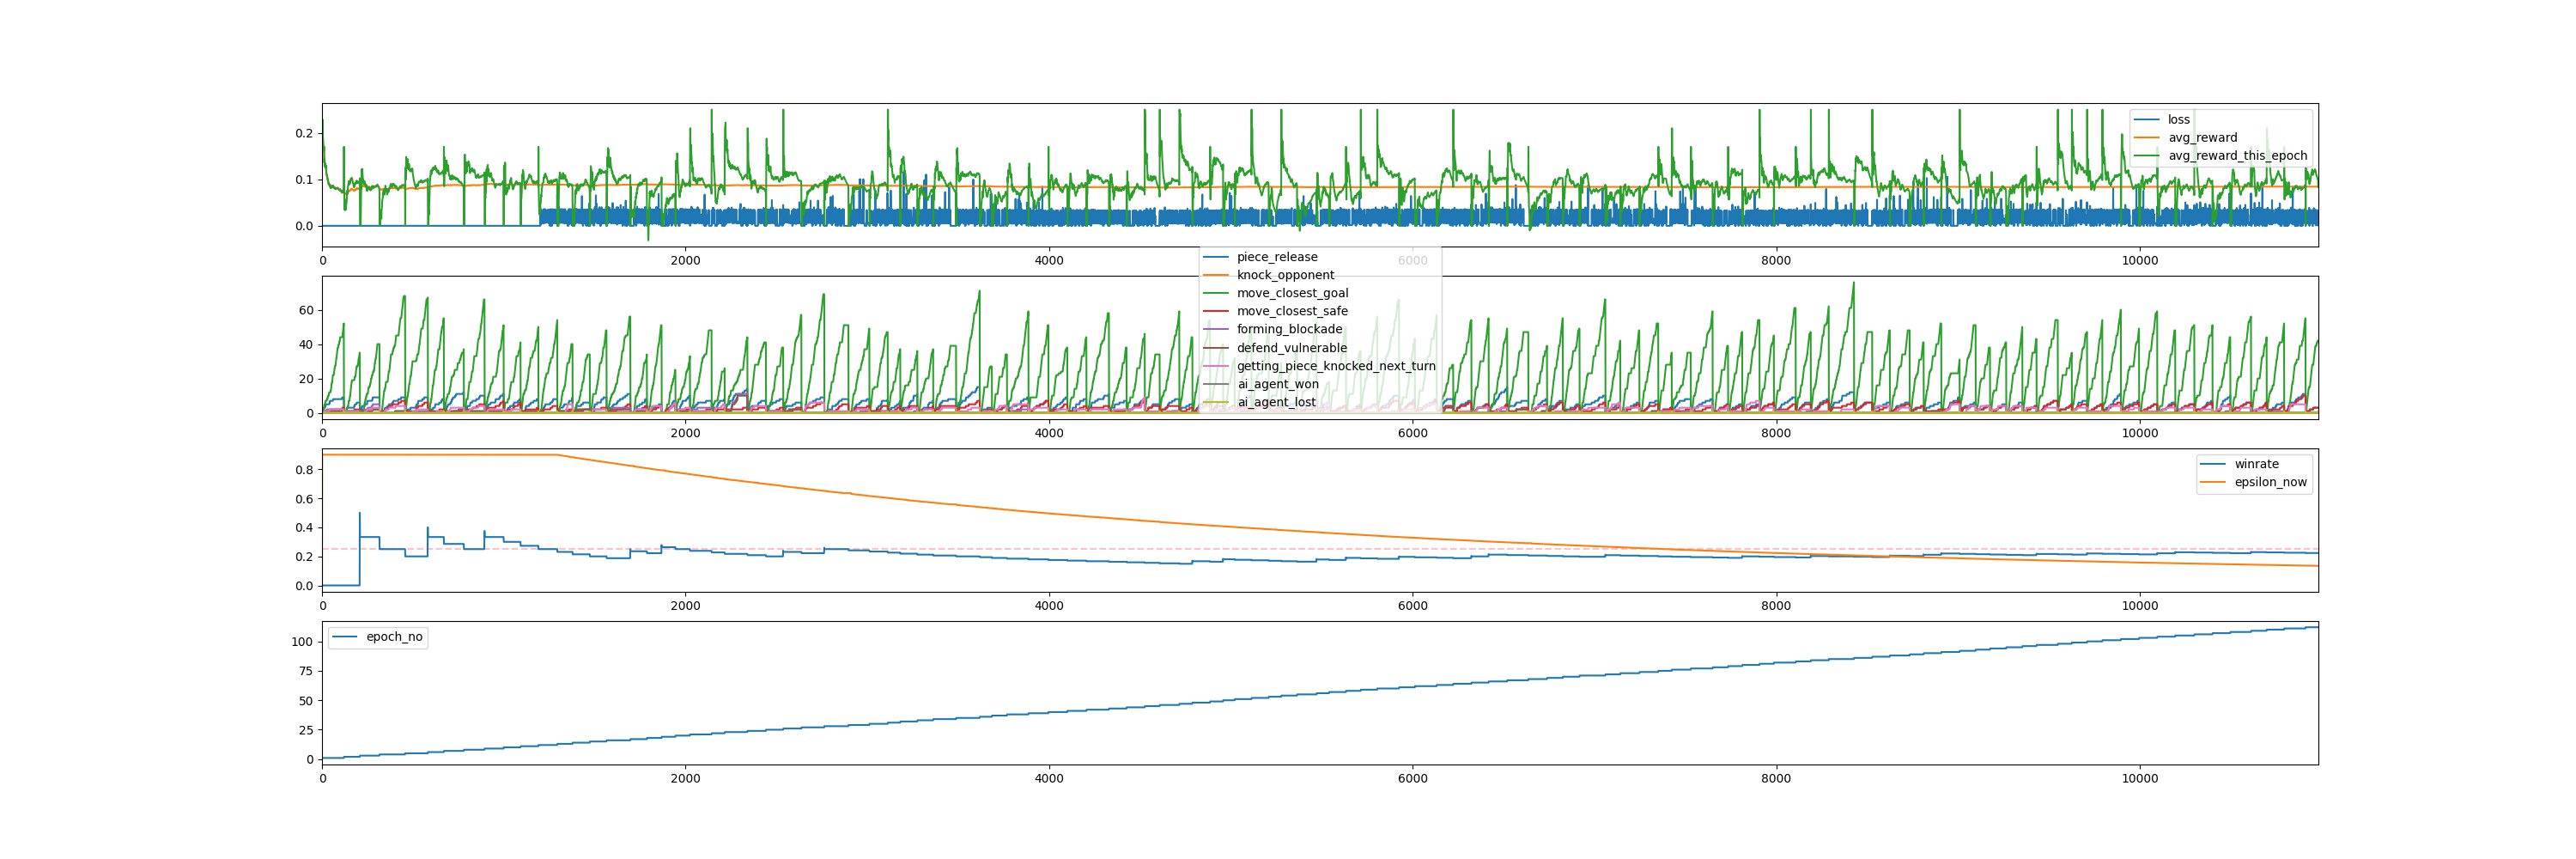 loss
avg_reward
avg_reward_this_epoch
0.2
0.1
0.0
0 2000 4000 6000 8000 10000
piece_release
knock_opponent
move_closest_goal
move_closest_safe
forming_blockade
defend_vulnerable
getting_piece_knocked_next_turn
ai_agent_won
ai_agent_lost
60
40
20
0
0 2000 4000 6000 8000 10000
winrate
epsilon_now
0.8
0.6
0.4
0.2
0.0
0 2000 4000 6000 8000 10000
epoch_no
100
75
50
25
0
0 2000 4000 6000 8000 10000